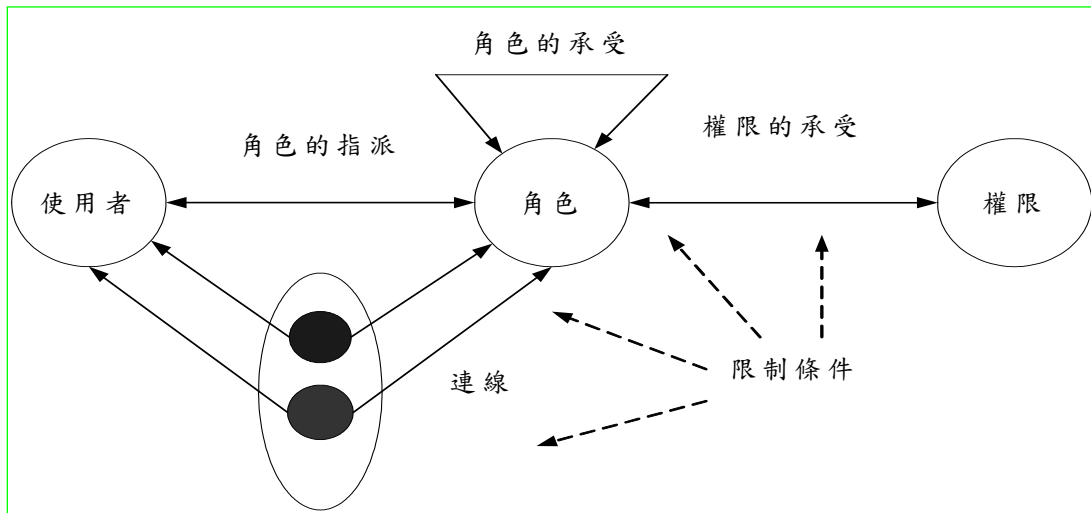 角色的承受
權限的承受
角色的指派
使用者
角色
權限
限制條件
連線